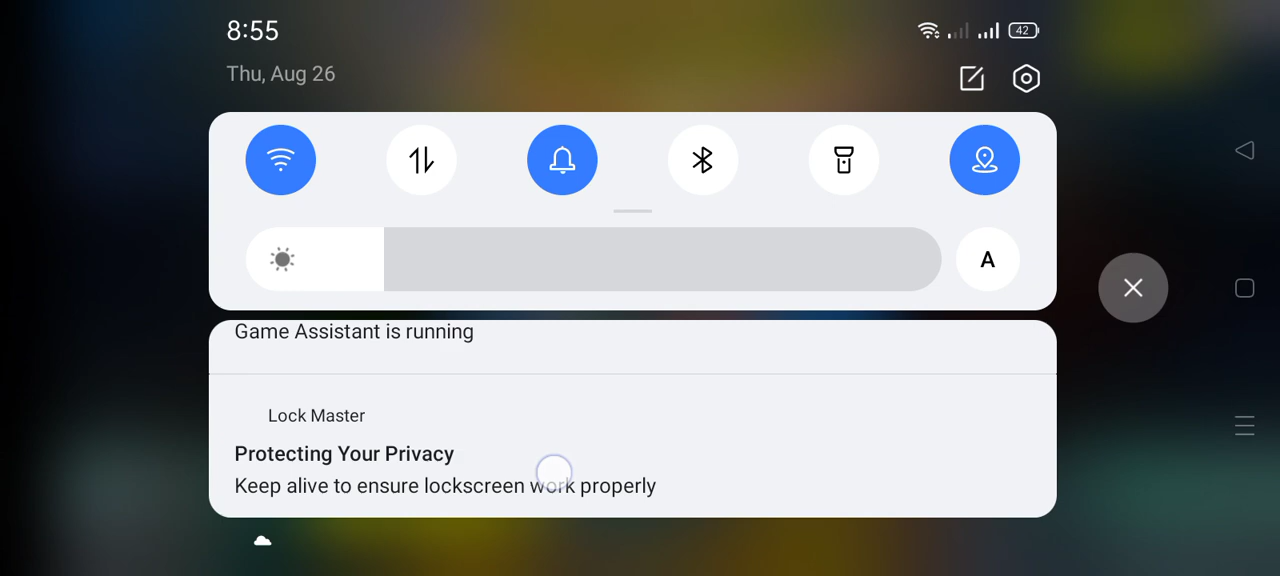 8:55
42
Thu, Aug 26
A
Game Assistant is running
Lock Master
Protecting Your Privacy
Keep alive to ensure lockscreen work properly